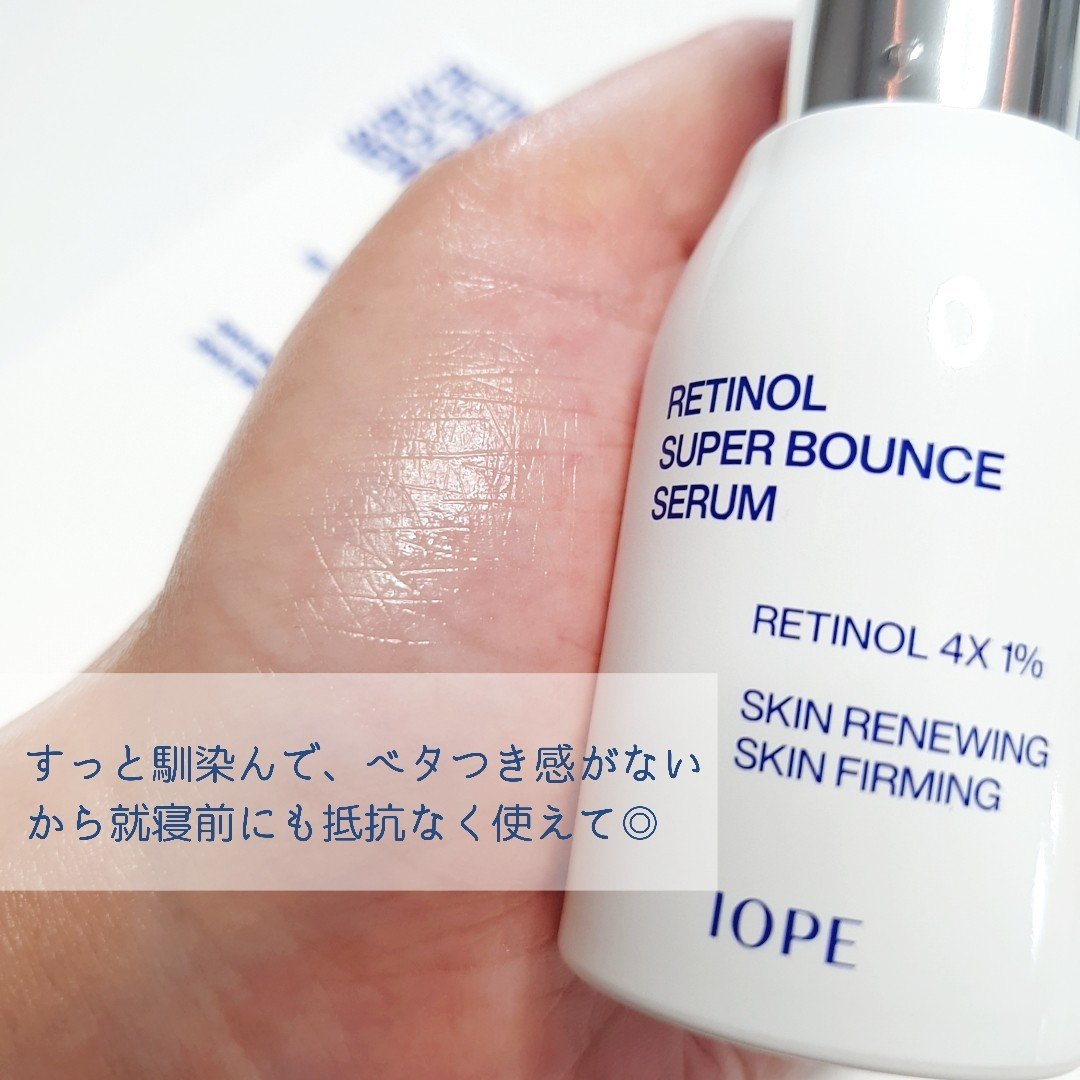 RETINOL
SUPER BOUNCE
SERUM
RETINOL 4X 1%
SKIN RENEWING
SKIN FIRMING
IOPE
すっと馴染んで、ベタつき感がない
から就寝前にも抵抗なく使えて◎